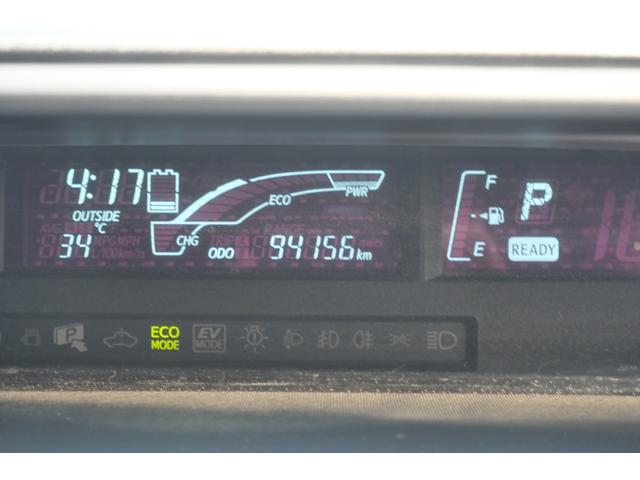 4:17
OUTSIDE
°C
34
ECO
PWR
CHG
ODO 94156 km
F
E
P
READY
P
ECO MODE
EV MODE